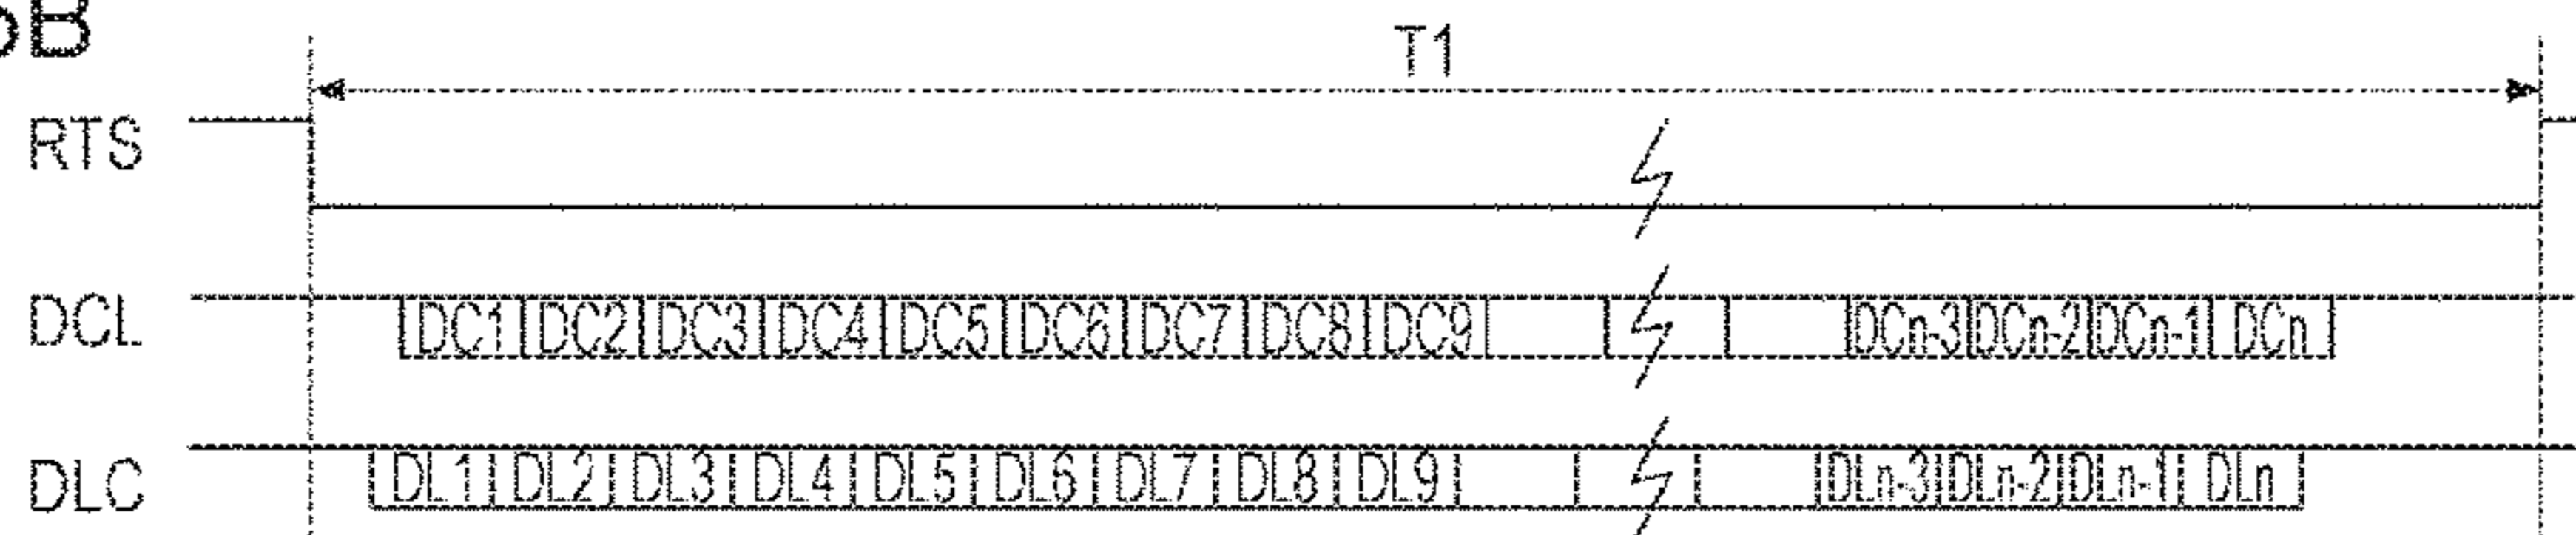 T1
RTS
DCL DC1 DC2 DC3 DC4 DC5 DC6 DC7 DC8 DC9 DCn-3 DCn-2 DCn-1 DCn
DLC DL1 DL2 DL3 DL4 DL5 DL6 DL7 DL8 DL9 DLn-3 DLn-2 DLn-1 DLn